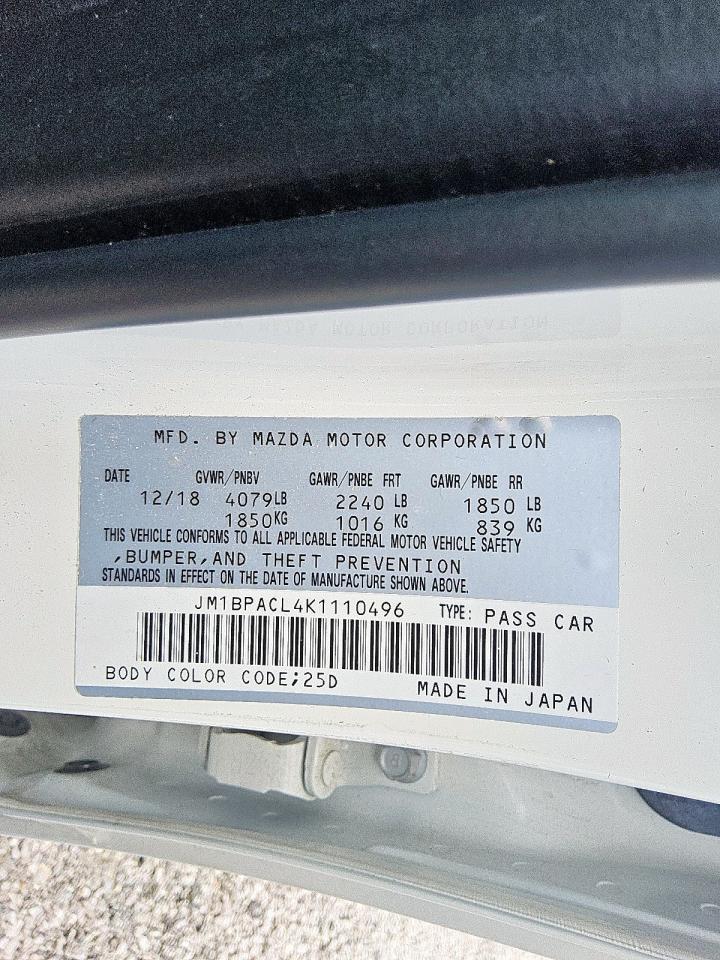 MFD. BY MAZDA MOTOR CORPORATION
DATE GVWR/PNBV GAWR/PNBE FRT GAWR/PNBE RR
12/18 4079LB 2240 LB 1850 LB
1850KG 1016 KG 839 KG
THIS VEHICLE CONFORMS TO ALL APPLICABLE FEDERAL MOTOR VEHICLE SAFETY
,BUMPER,AND THEFT PREVENTION
STANDARDS IN EFFECT ON THE DATE OF MANUFACTURE SHOWN ABOVE.
JM1BPACL4K1110496 TYPE: PASS CAR
BODY COLOR CODE;25D MADE IN JAPAN